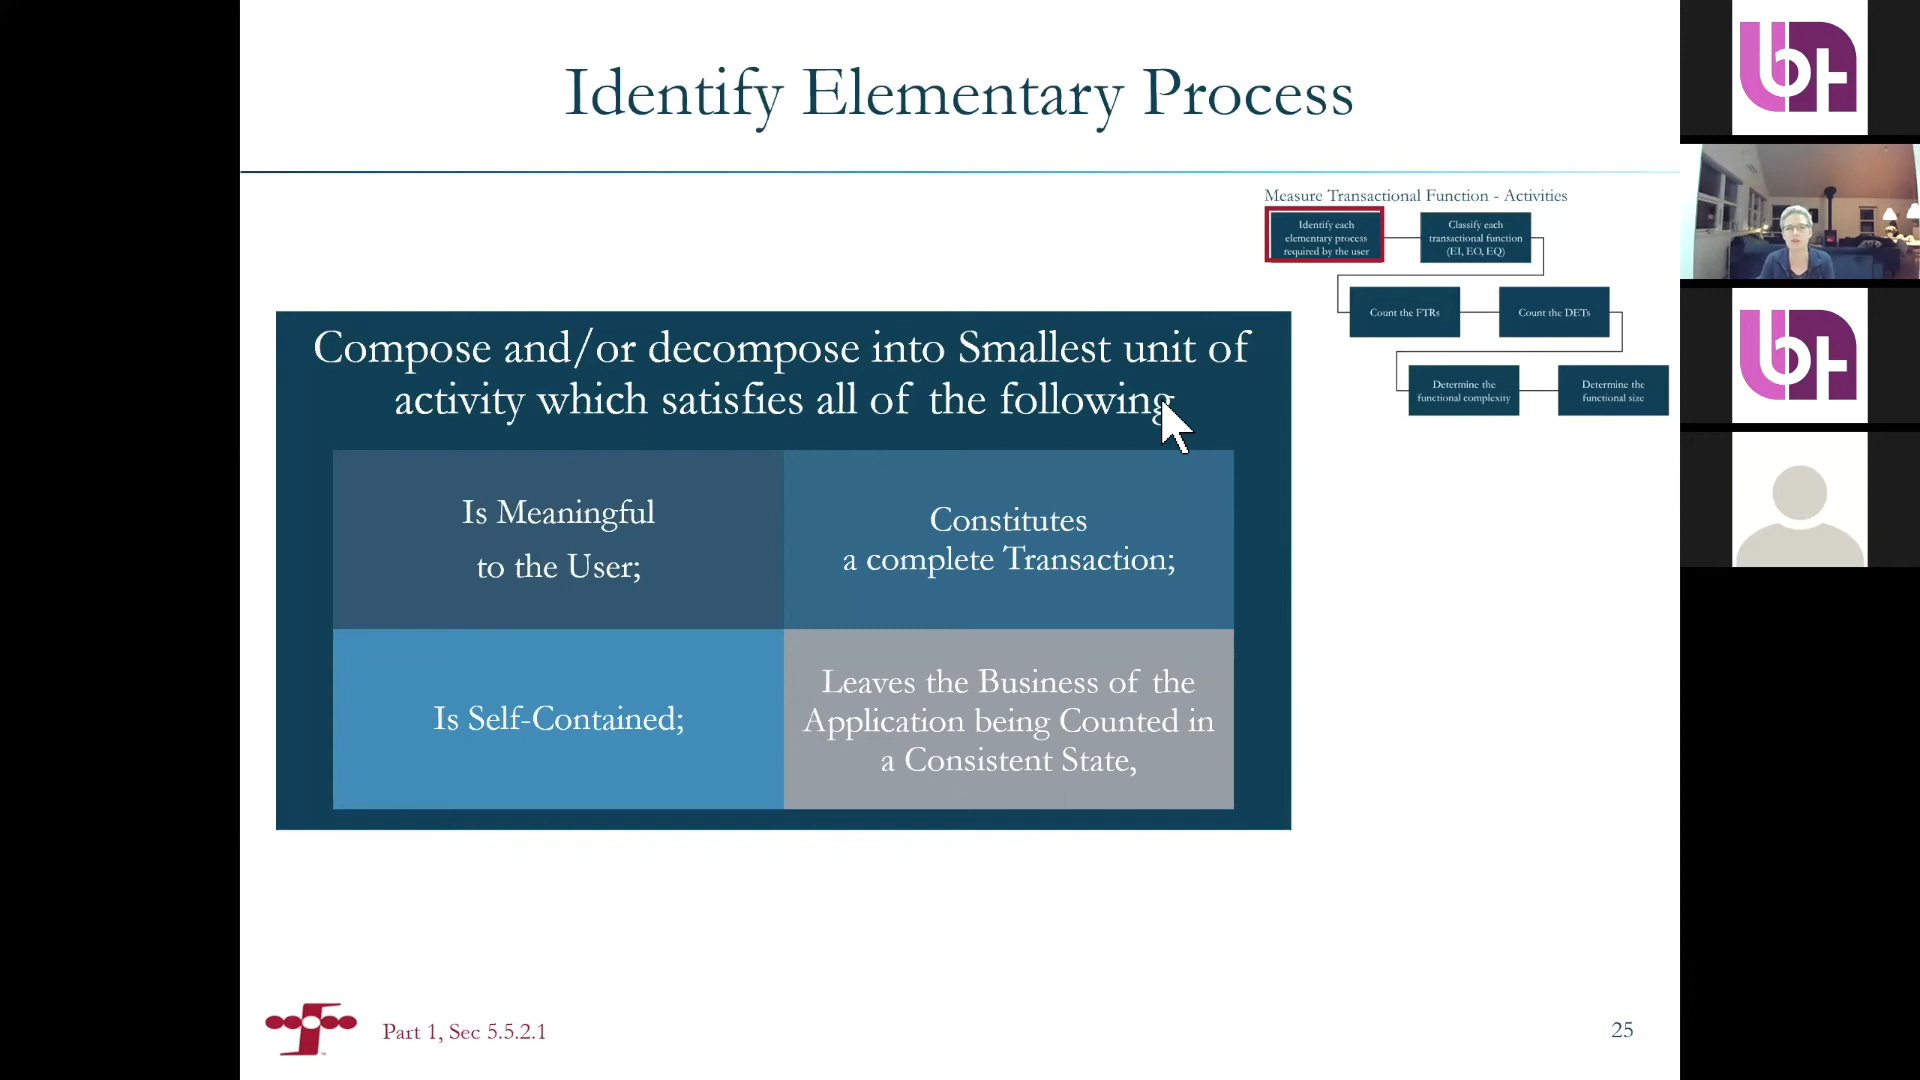 Identify Elementary Process
Measure Transactional Function - Activities
Identify each
elementary process
required by the user
Classify each
transactional function
(EI, EO, EQ)
Count the FTRs
Count the DETs
Determine the
functional complexity
Determine the
functional size
Compose and/or decompose into Smallest unit of
activity which satisfies all of the following
Is Meaningful
to the User;
Constitutes
a complete Transaction;
Is Self-Contained;
Leaves the Business of the
Application being Counted in
a Consistent State,
Part 1, Sec 5.5.2.1
25